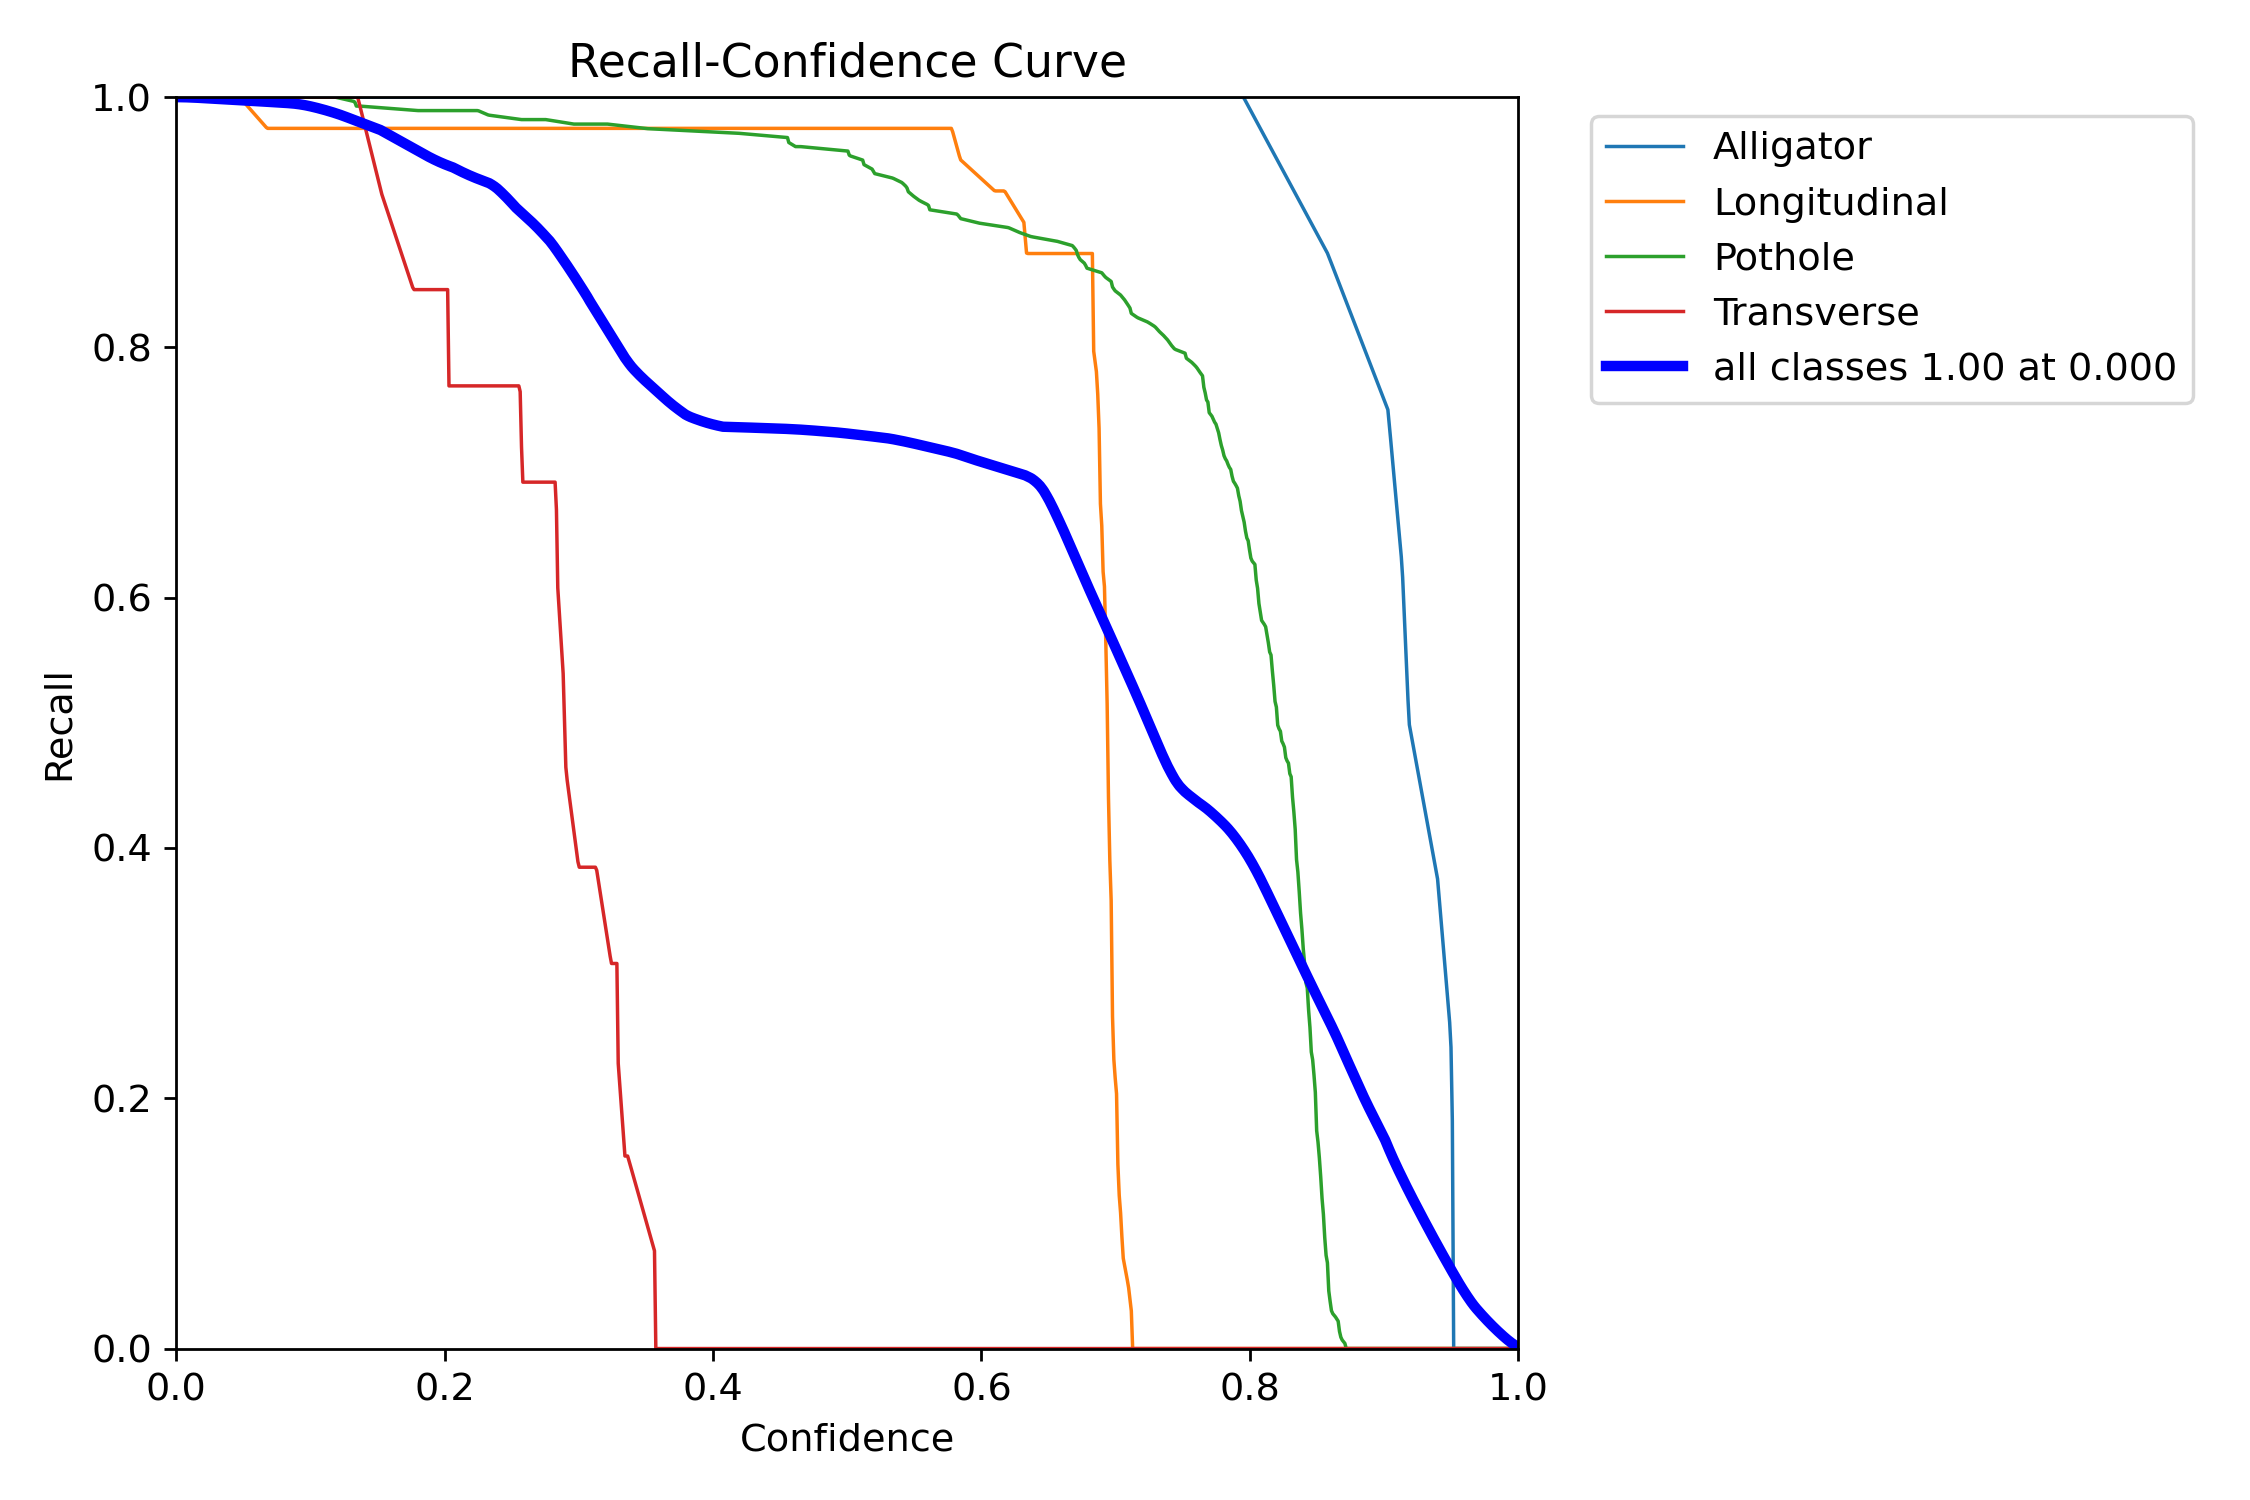 Recall-Confidence Curve
1.0
0.8
0.6
0.4
0.2
0.0
Recall
0.0 0.2 0.4 0.6 0.8 1.0
Confidence
Alligator
Longitudinal
Pothole
Transverse
all classes 1.00 at 0.000